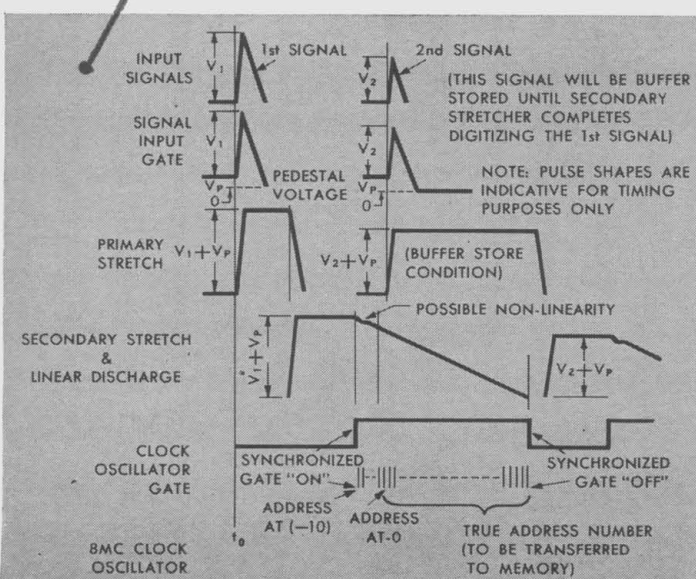 INPUT
SIGNALS
V1
1st SIGNAL
V2
2nd SIGNAL
(THIS SIGNAL WILL BE BUFFER
STORED UNTIL SECONDARY
STRETCHER COMPLETES
DIGITIZING THE 1st SIGNAL)
SIGNAL
INPUT
GATE
V1
VP
0
PEDESTAL
VOLTAGE
V2
VP
0
NOTE: PULSE SHAPES ARE
INDICATIVE FOR TIMING
PURPOSES ONLY
PRIMARY
STRETCH
V1+VP
V2+VP
(BUFFER STORE
CONDITION)
POSSIBLE NON-LINEARITY
SECONDARY STRETCH
&
LINEAR DISCHARGE
V1+VP
V2+VP
CLOCK
OSCILLATOR
GATE
SYNCHRONIZED
GATE "ON"
SYNCHRONIZED
GATE "OFF"
ADDRESS
AT (-10)
ADDRESS
AT-0
TRUE ADDRESS NUMBER
(TO BE TRANSFERRED
TO MEMORY)
t0
8MC CLOCK
OSCILLATOR